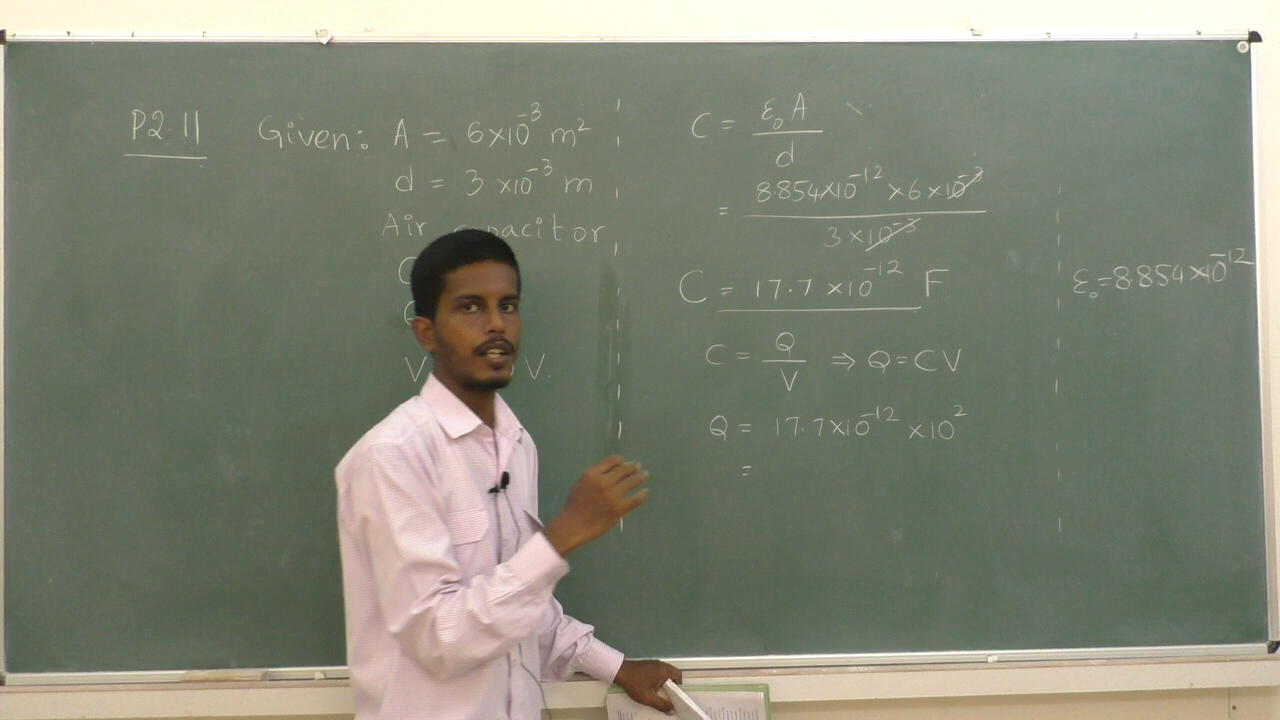 P2.11 Given: A = 6×10⁻³ m²
d = 3×10⁻³ m
Air capacitor
C
Q
V V.
C = ε₀A / d
= 8.854×10⁻¹² ×6×10⁻³ / 3×10⁻³
C = 17.7×10⁻¹² F
C = Q / V ⇒ Q = CV
Q = 17.7×10⁻¹² ×10²
=
ε₀=8.854×10⁻¹²